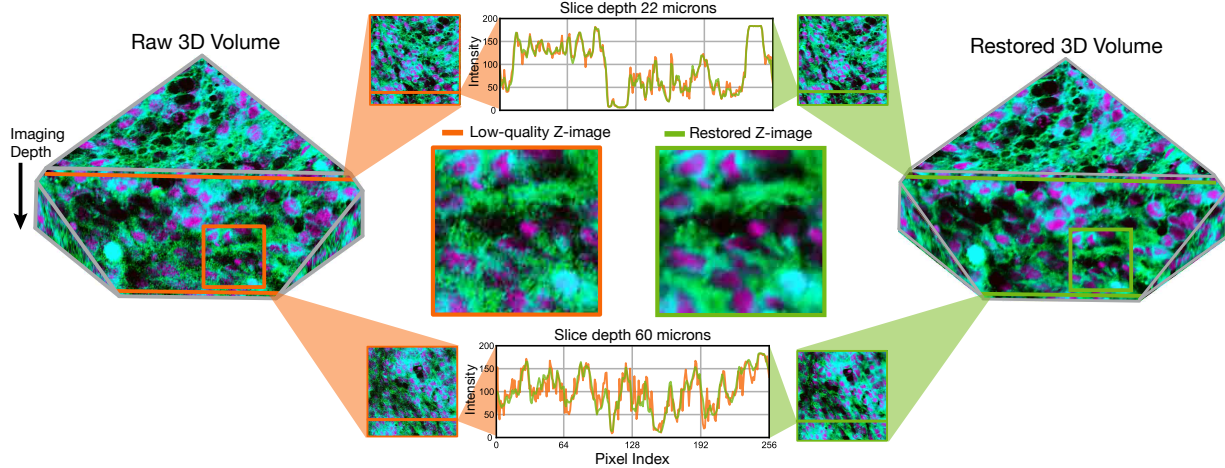 Slice depth 22 microns
Raw 3D Volume
Restored 3D Volume
Intensity
200
150
100
50
0
Imaging
Depth
Low-quality Z-image
Restored Z-image
Slice depth 60 microns
Intensity
200
150
100
50
0
0 64 128 192 256
Pixel Index